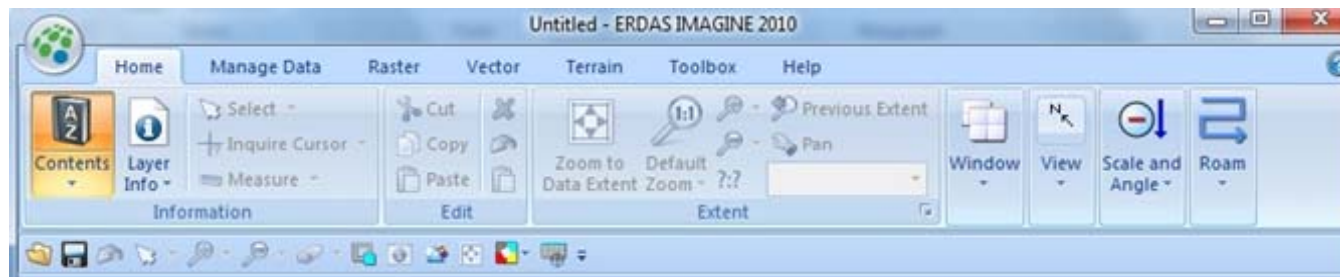 Untitled - ERDAS IMAGINE 2010
Home Manage Data Raster Vector Terrain Toolbox Help
A Z
Contents
Layer Info
Select
Inquire Cursor
Measure
Information
Cut
Copy
Paste
Edit
Zoom to Data Extent
1:1
Default Zoom
?:?
Previous Extent
Pan
Extent
Window
N
View
Scale and Angle
Roam